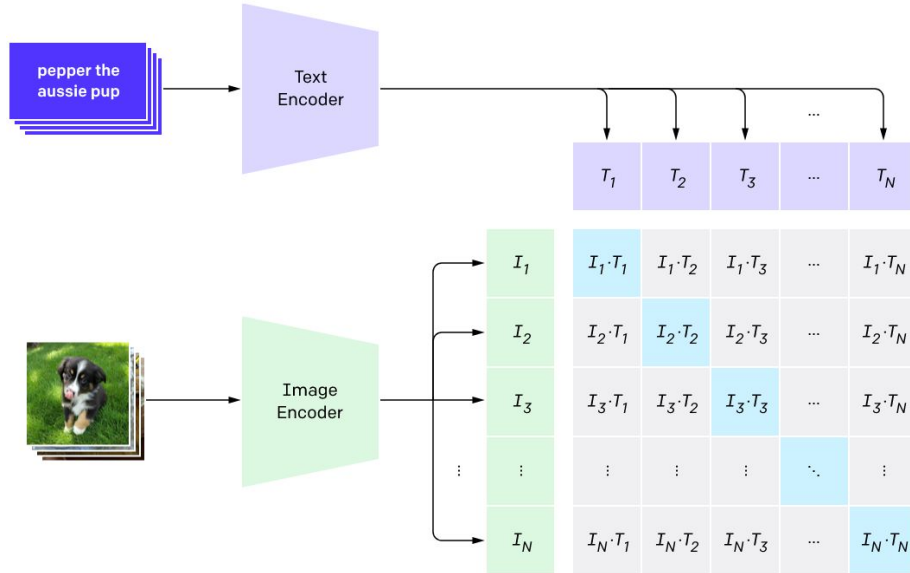 pepper the
aussie pup
Text
Encoder
...
T1 T2 T3 ... TN
I1 I1·T1 I1·T2 I1·T3 ... I1·TN
I2 I2·T1 I2·T2 I2·T3 ... I2·TN
Image
Encoder
I3 I3·T1 I3·T2 I3·T3 ... I3·TN
⋮ ⋮ ⋮ ⋮ ⋮ ⋱ ⋮
IN IN·T1 IN·T2 IN·T3 ... IN·TN